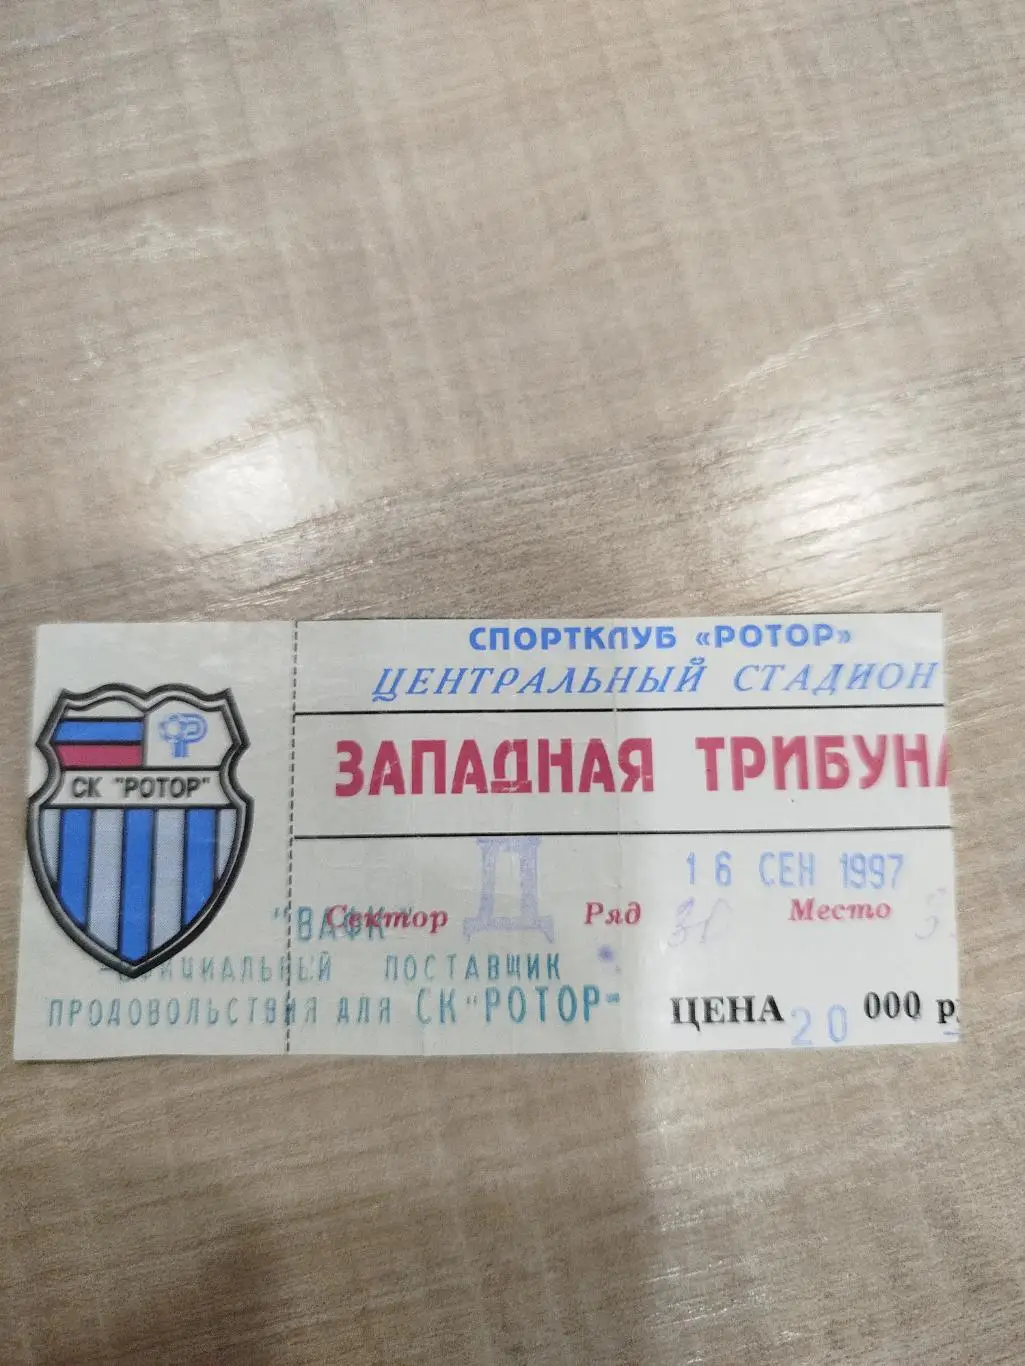 СПОРТКЛУБ «РОТОР»
ЦЕНТРАЛЬНЫЙ СТАДИОН
СК "РОТОР"
ЗАПАДНАЯ ТРИБУНА
Д
16 СЕН 1997
Сектор Ряд Место
"ВАФК"
ОФИЦИАЛЬНЫЙ ПОСТАВЩИК
ПРОДОВОЛЬСТВИЯ ДЛЯ СК "РОТОР"
ЦЕНА 20 000 р